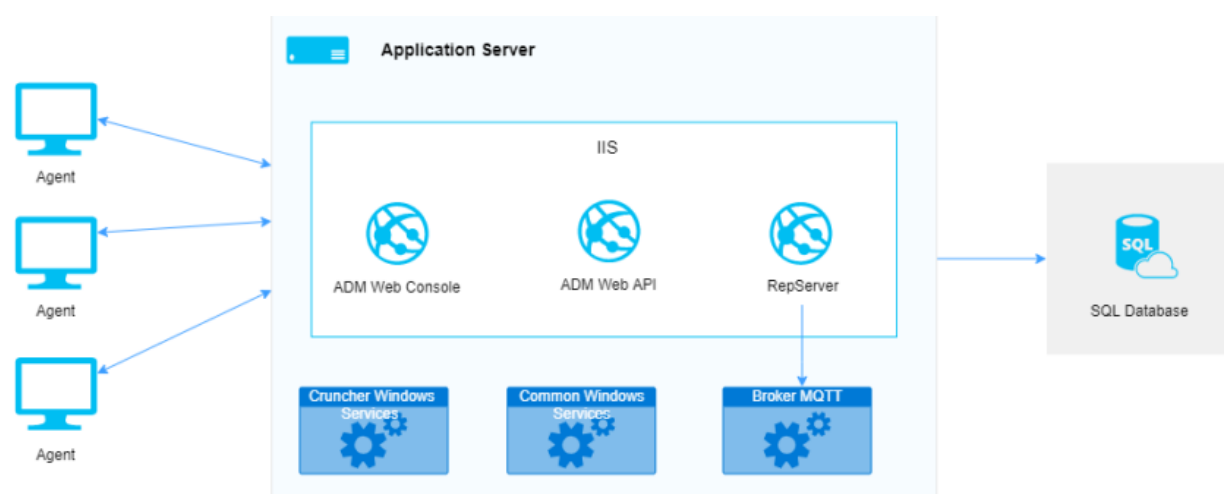 Application Server
Agent
Agent
Agent
IIS
ADM Web Console
ADM Web API
RepServer
Cruncher Windows
Services
Common Windows
Services
Broker MQTT
SQL
SQL Database